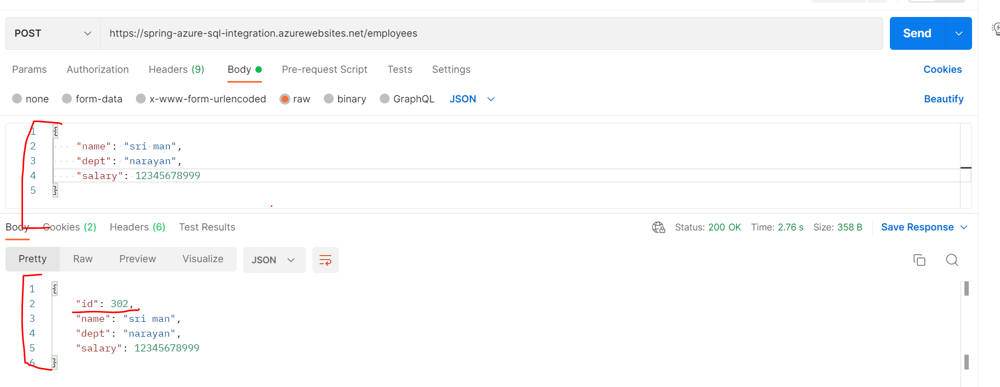 POST https://spring-azure-sql-integration.azurewebsites.net/employees Send
Params Authorization Headers (9) Body Pre-request Script Tests Settings Cookies
none form-data x-www-form-urlencoded raw binary GraphQL JSON Beautify
1 {
2 "name": "sri man",
3 "dept": "narayan",
4 "salary": 12345678999
5 }
Body Cookies (2) Headers (6) Test Results Status: 200 OK Time: 2.76 s Size: 358 B Save Response
Pretty Raw Preview Visualize JSON
1 {
2 "id": 302,
3 "name": "sri man",
4 "dept": "narayan",
5 "salary": 12345678999
6 }